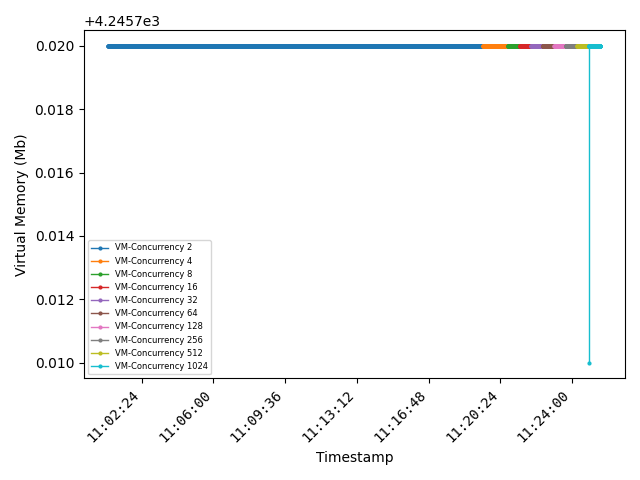 +4.2457e3
0.020
0.018
0.016
0.014
0.012
0.010
Virtual Memory (Mb)
VM-Concurrency 2
VM-Concurrency 4
VM-Concurrency 8
VM-Concurrency 16
VM-Concurrency 32
VM-Concurrency 64
VM-Concurrency 128
VM-Concurrency 256
VM-Concurrency 512
VM-Concurrency 1024
11:02:24
11:06:00
11:09:36
11:13:12
11:16:48
11:20:24
11:24:00
Timestamp